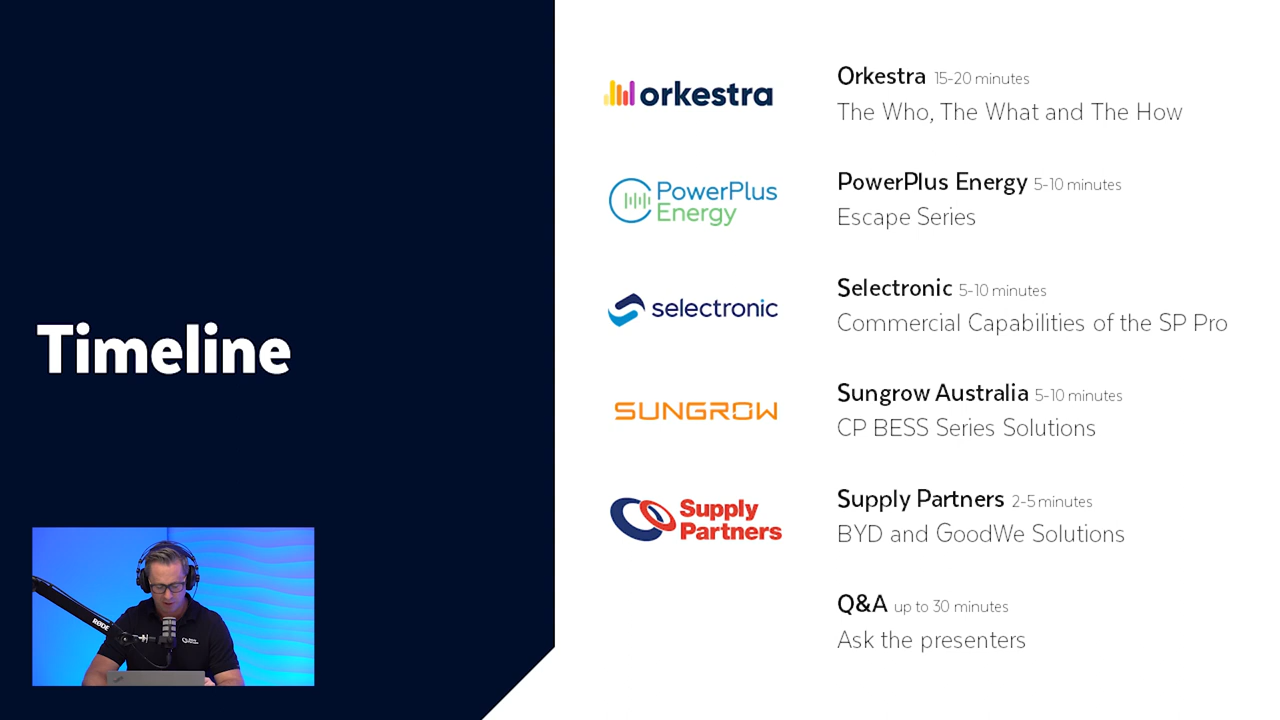 Timeline
orkestra
Orkestra 15-20 minutes
The Who, The What and The How
PowerPlus
Energy
PowerPlus Energy 5-10 minutes
Escape Series
selectronic
Selectronic 5-10 minutes
Commercial Capabilities of the SP Pro
SUNGROW
Sungrow Australia 5-10 minutes
CP BESS Series Solutions
Supply
Partners
Supply Partners 2-5 minutes
BYD and GoodWe Solutions
Q&A up to 30 minutes
Ask the presenters
RØDE